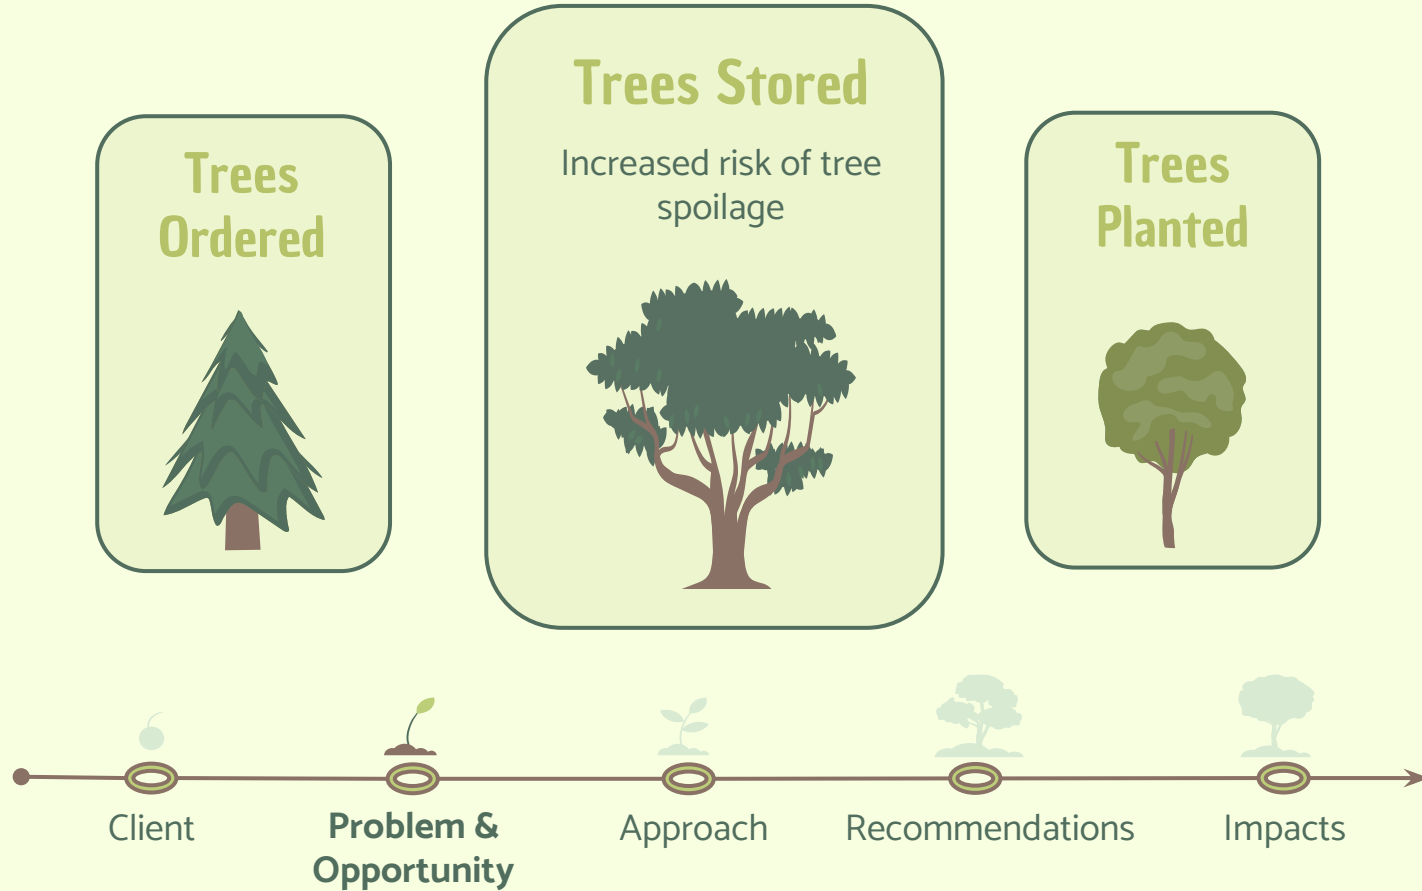 Trees
Ordered
Trees Stored
Increased risk of tree
spoilage
Trees
Planted
Client
Problem &
Opportunity
Approach
Recommendations
Impacts